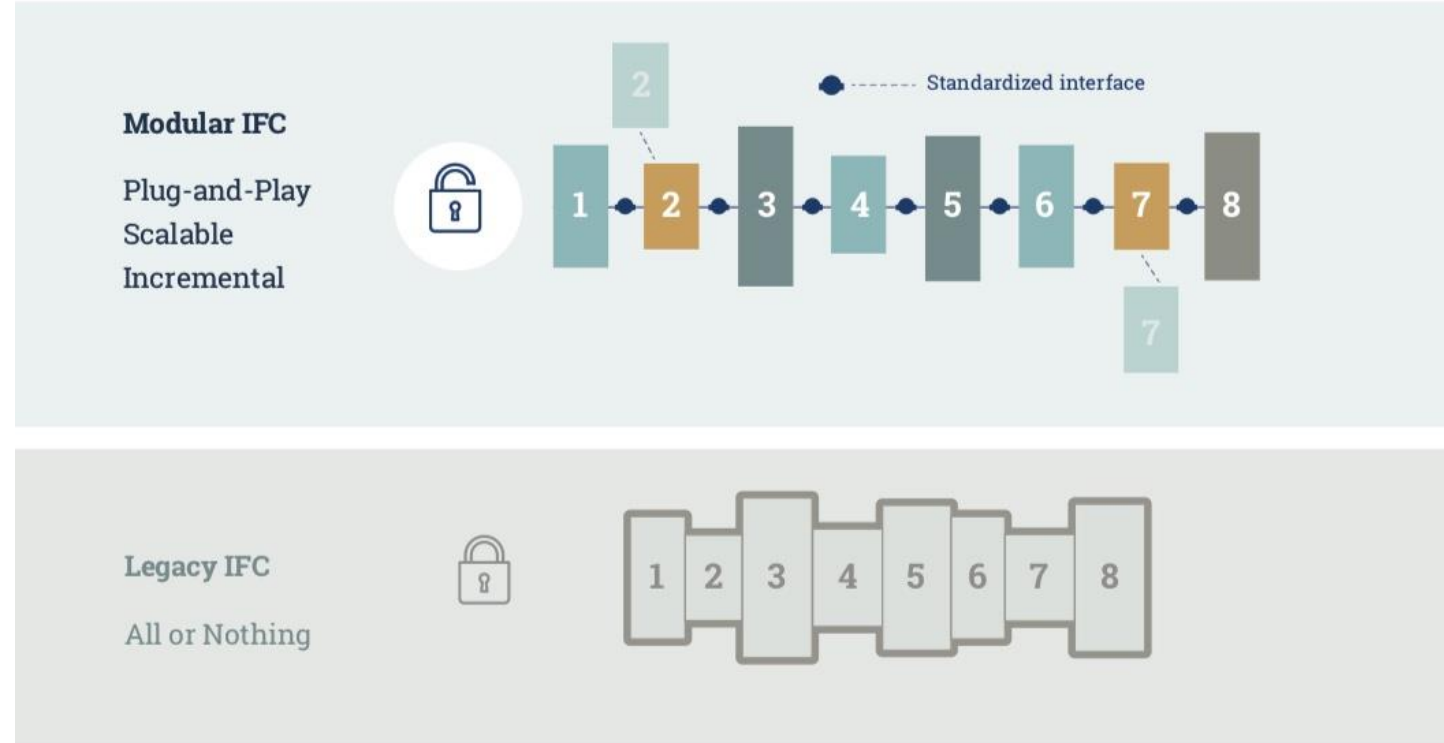 2
Standardized interface
Modular IFC
Plug-and-Play
Scalable
Incremental
1 2 3 4 5 6 7 8
7
Legacy IFC
All or Nothing
1 2 3 4 5 6 7 8